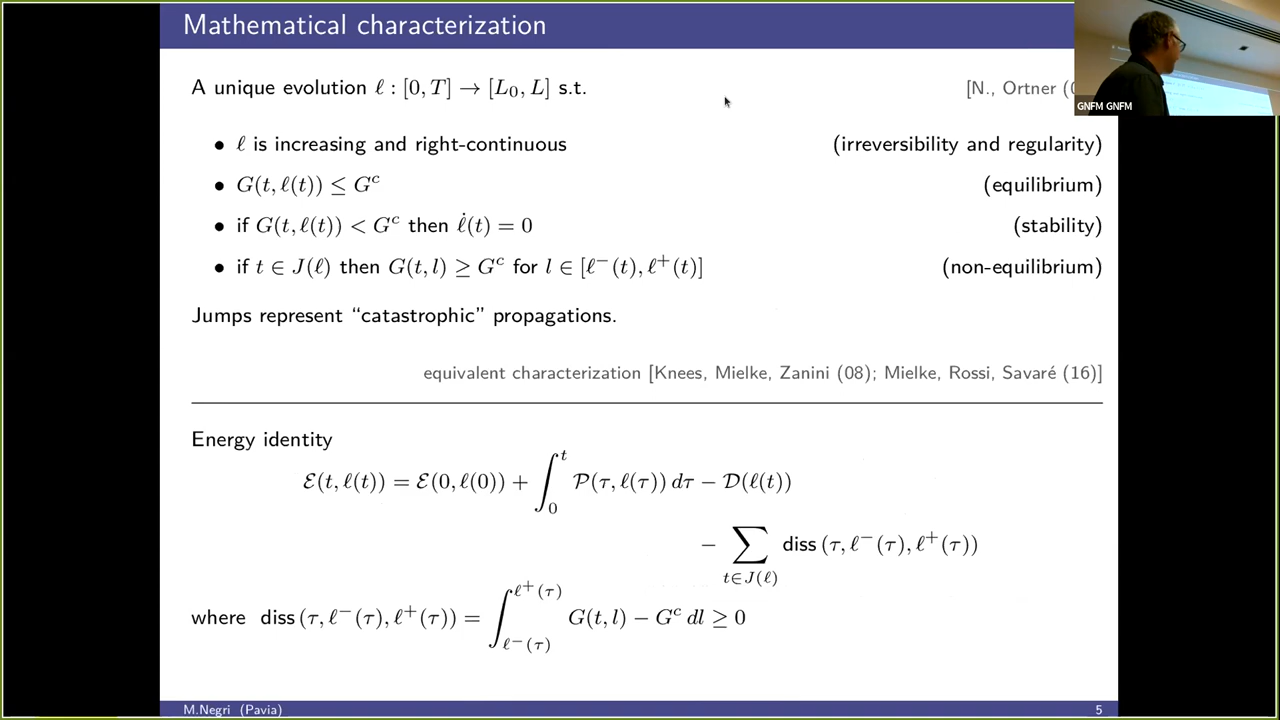 Mathematical characterization
A unique evolution ℓ : [0, T] → [L₀, L] s.t. [N., Ortner
• ℓ is increasing and right-continuous (irreversibility and regularity)
• G(t, ℓ(t)) ≤ Gᶜ (equilibrium)
• if G(t, ℓ(t)) < Gᶜ then ℓ̇(t) = 0 (stability)
• if t ∈ J(ℓ) then G(t, l) ≥ Gᶜ for l ∈ [ℓ⁻(t), ℓ⁺(t)] (non-equilibrium)
Jumps represent “catastrophic” propagations.
equivalent characterization [Knees, Mielke, Zanini (08); Mielke, Rossi, Savaré (16)]
Energy identity
ℰ(t, ℓ(t)) = ℰ(0, ℓ(0)) + ∫₀ᵗ 𝒫(τ, ℓ(τ)) dτ − 𝒟(ℓ(t))
− ∑_{t∈J(ℓ)} diss (τ, ℓ⁻(τ), ℓ⁺(τ))
where diss (τ, ℓ⁻(τ), ℓ⁺(τ)) = ∫_{ℓ⁻(τ)}^{ℓ⁺(τ)} G(t, l) − Gᶜ dl ≥ 0
M.Negri (Pavia) 5
GNFM GNFM